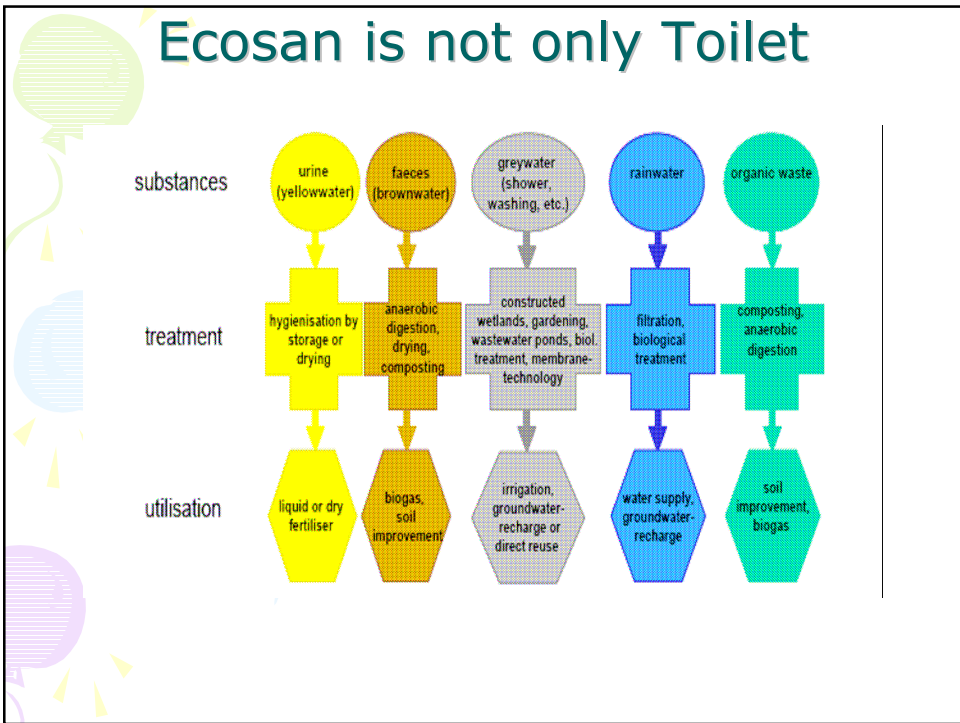 Ecosan is not only Toilet
substances
urine
(yellowwater)
faeces
(brownwater)
greywater
(shower,
washing, etc.)
rainwater
organic waste
treatment
hygienisation by
storage or
drying
anaerobic
digestion,
drying,
composting
constructed
wetlands, gardening,
wastewater ponds, biol.
treatment, membrane-
technology
filtration,
biological
treatment
composting,
anaerobic
digestion
utilisation
liquid or dry
fertiliser
biogas,
soil
improvement
irrigation,
groundwater-
recharge or
direct reuse
water supply,
groundwater-
recharge
soil
improvement,
biogas